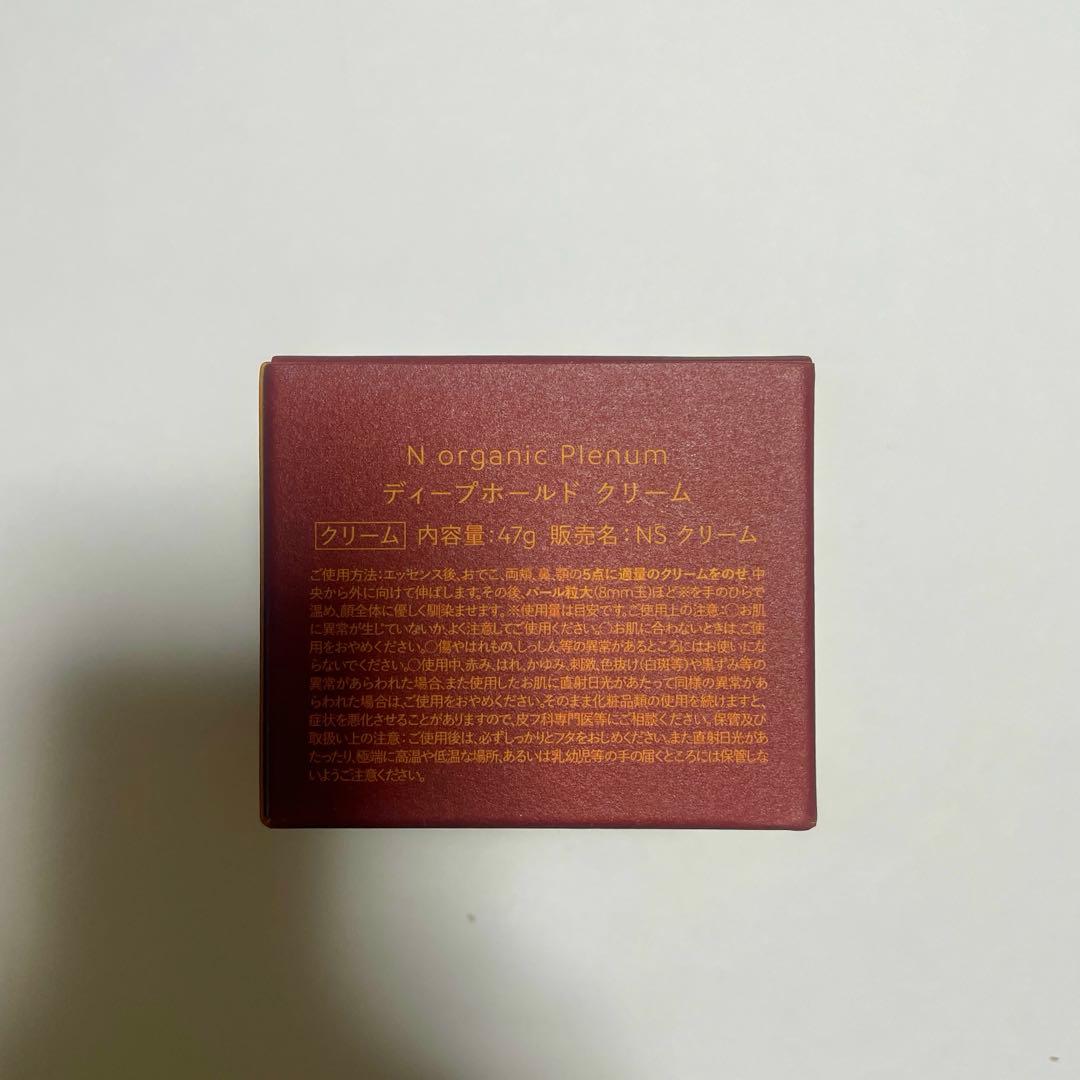 N organic Plenum
ディープホールド クリーム
クリーム 内容量:47g 販売名:NS クリーム
ご使用方法:エッセンス後、おでこ、両頬、鼻、顎の5点に適量のクリームをのせ、中
央から外に向けて伸ばします。その後、パール粒大(8mm玉)ほど※を手のひらで
温め、顔全体に優しく馴染ませます。※使用量は目安です。ご使用上の注意:○お肌
に異常が生じていないか、よく注意してご使用ください。○お肌に合わないときは、ご使
用をおやめください。○傷やはれもの、しっしん等の異常があるところにはお使いにな
らないでください。○使用中、赤み、はれ、かゆみ、刺激、色抜け(白斑等)や黒ずみ等の
異常があらわれた場合、また使用したお肌に直射日光があたって同様の異常があ
らわれた場合は、ご使用をおやめください。そのまま化粧品類の使用を続けますと、
症状を悪化させることがありますので、皮フ科専門医等にご相談ください。保管及び
取扱い上の注意:ご使用後は、必ずしっかりとフタをおしめください。また直射日光があ
たったり、極端に高温や低温な場所、あるいは乳幼児等の手の届くところには保管しな
いようご注意ください。